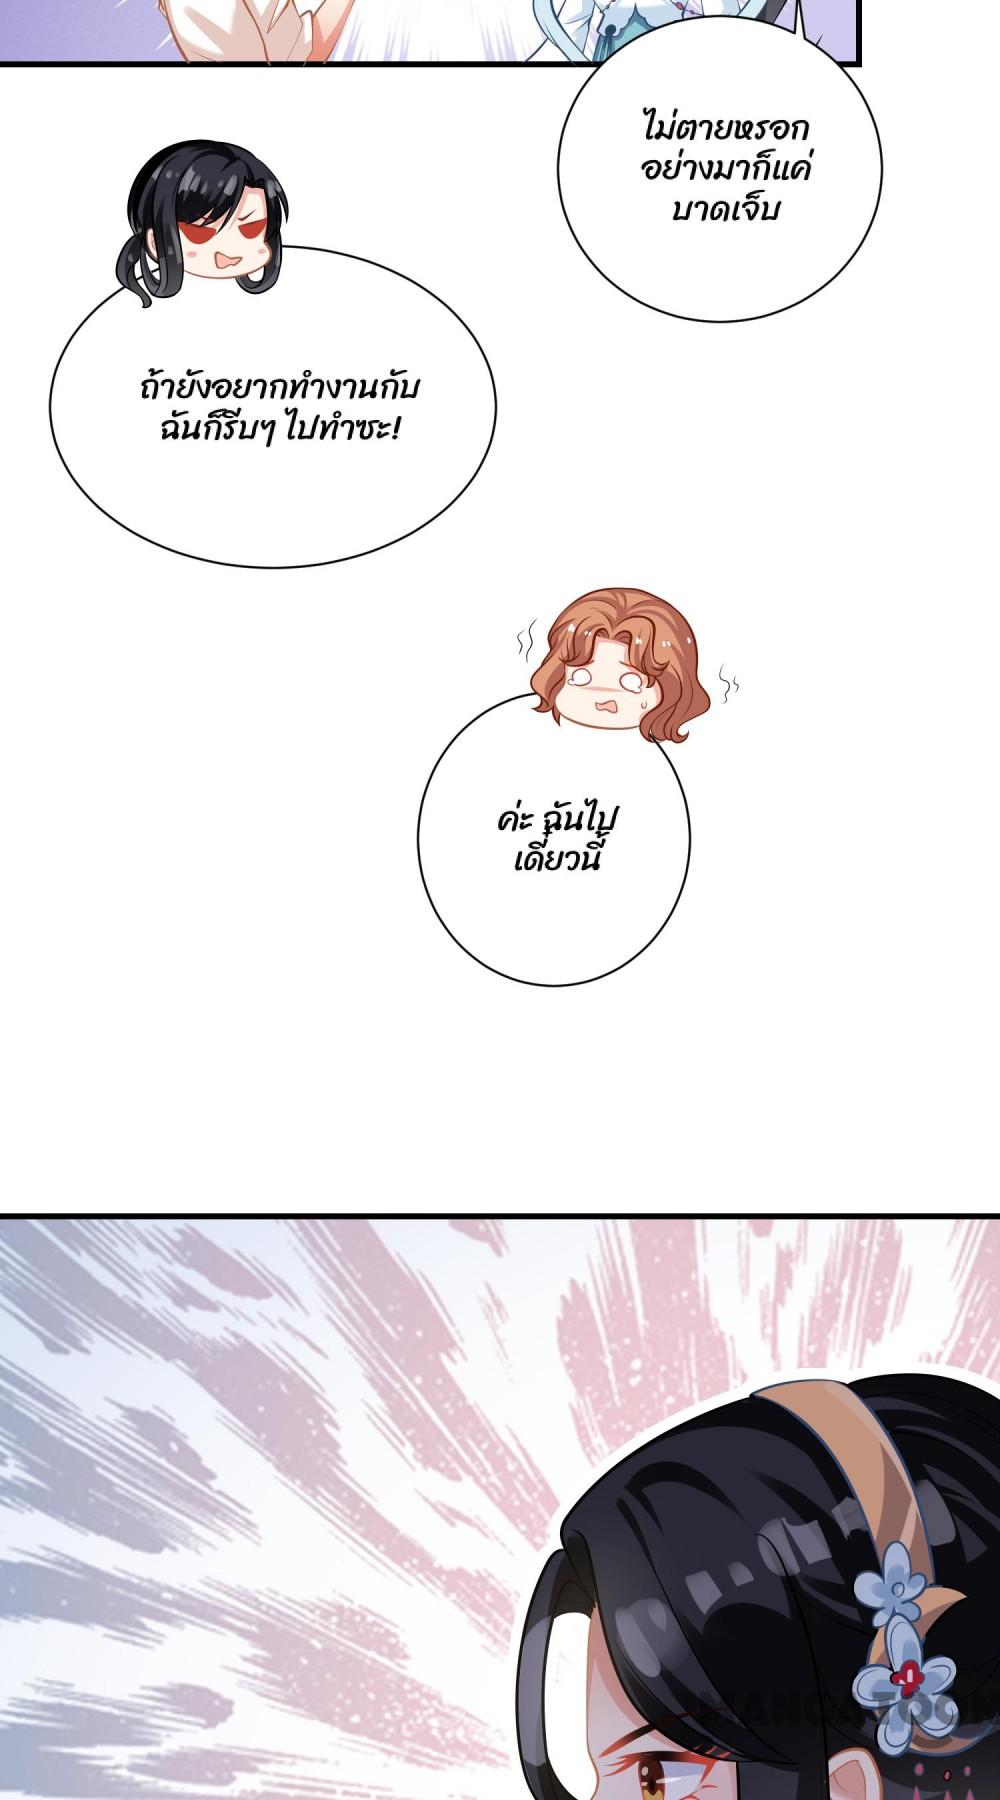 ไม่ตายหรอก
อย่างมาก็แค่
บาดเจ็บ
ถ้ายังอยากทำงานกับ
ฉันก็รีบๆ ไปทำซะ!
ค่ะ ฉันไป
เดี๋ยวนี้
MANGATOON